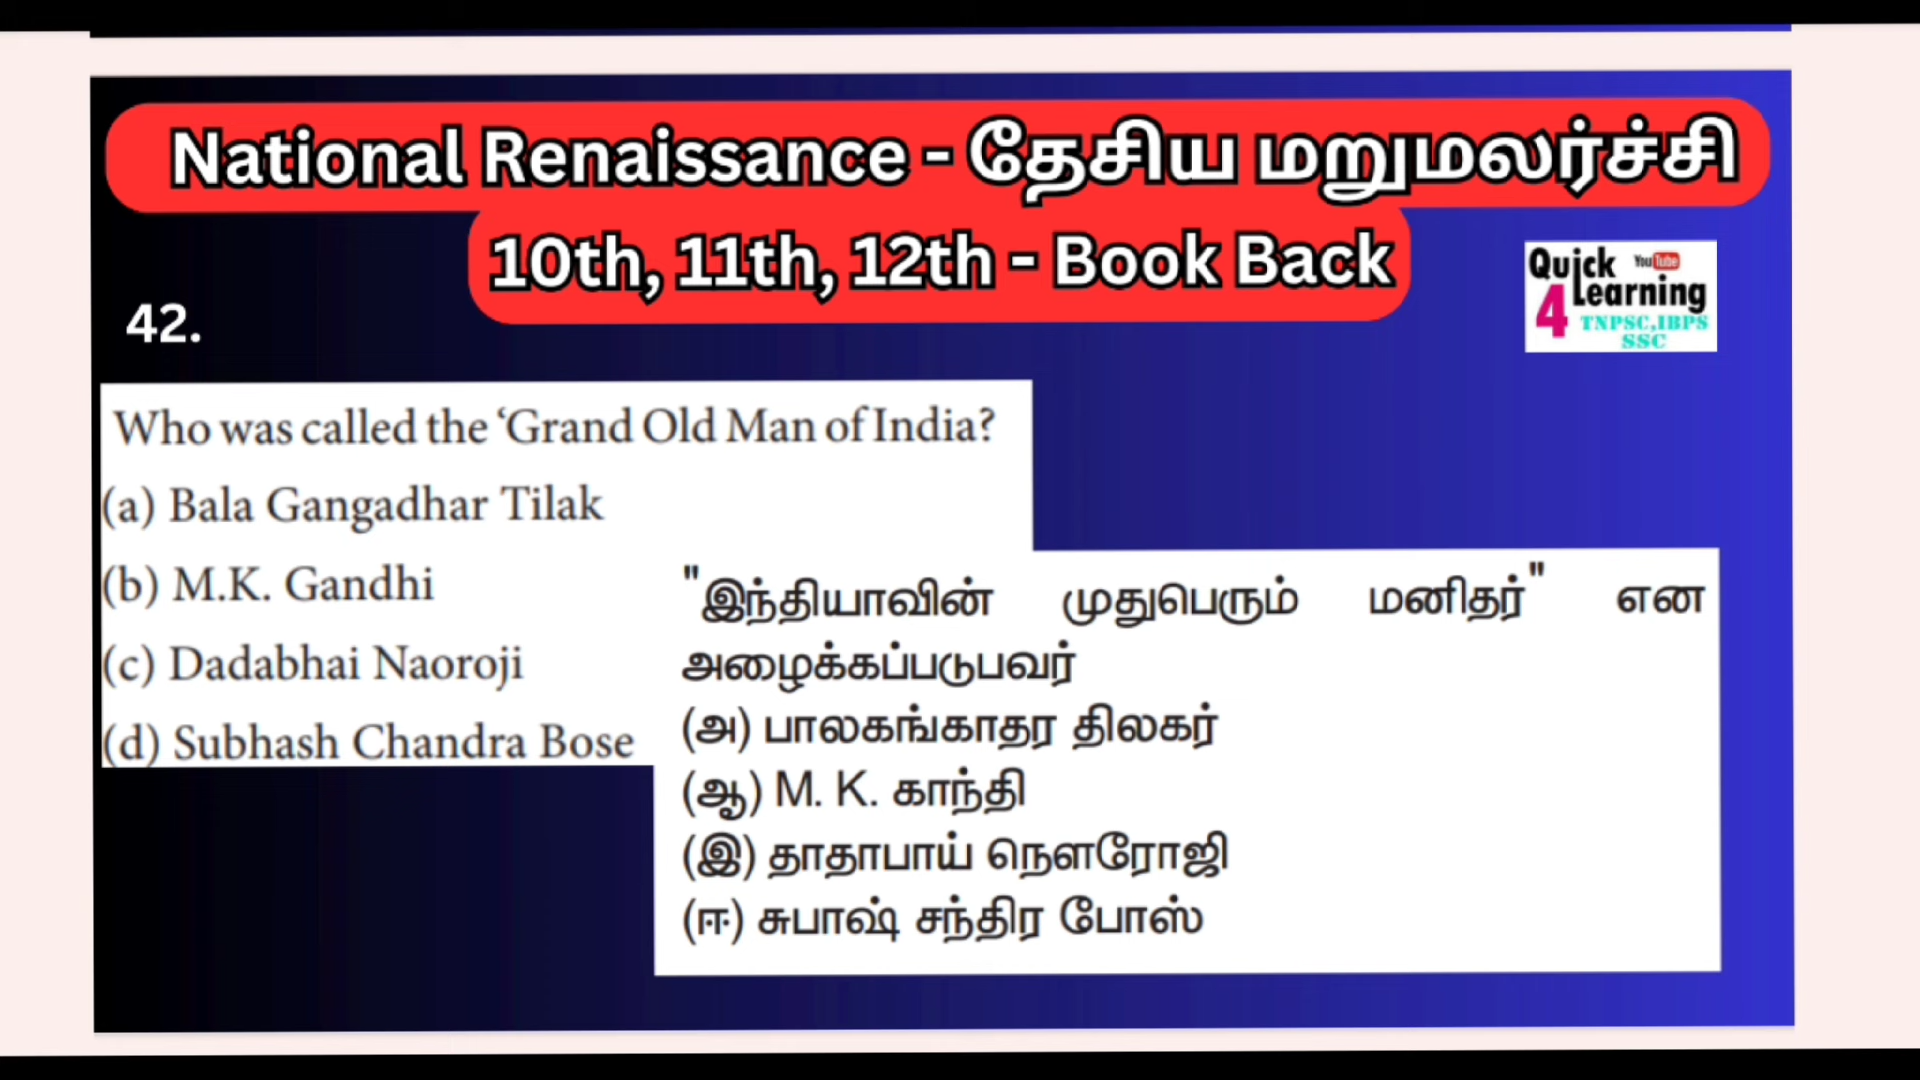 National Renaissance - தேசிய மறுமலர்ச்சி
10th, 11th, 12th - Book Back
Quick YouTube
4 Learning
TNPSC,IBPS
SSC
42.
Who was called the ‘Grand Old Man of India?
(a) Bala Gangadhar Tilak
(b) M.K. Gandhi
(c) Dadabhai Naoroji
(d) Subhash Chandra Bose
"இந்தியாவின் முதுபெரும் மனிதர்" என
அழைக்கப்படுபவர்
(அ) பாலகங்காதர திலகர்
(ஆ) M. K. காந்தி
(இ) தாதாபாய் நௌரோஜி
(ஈ) சுபாஷ் சந்திர போஸ்